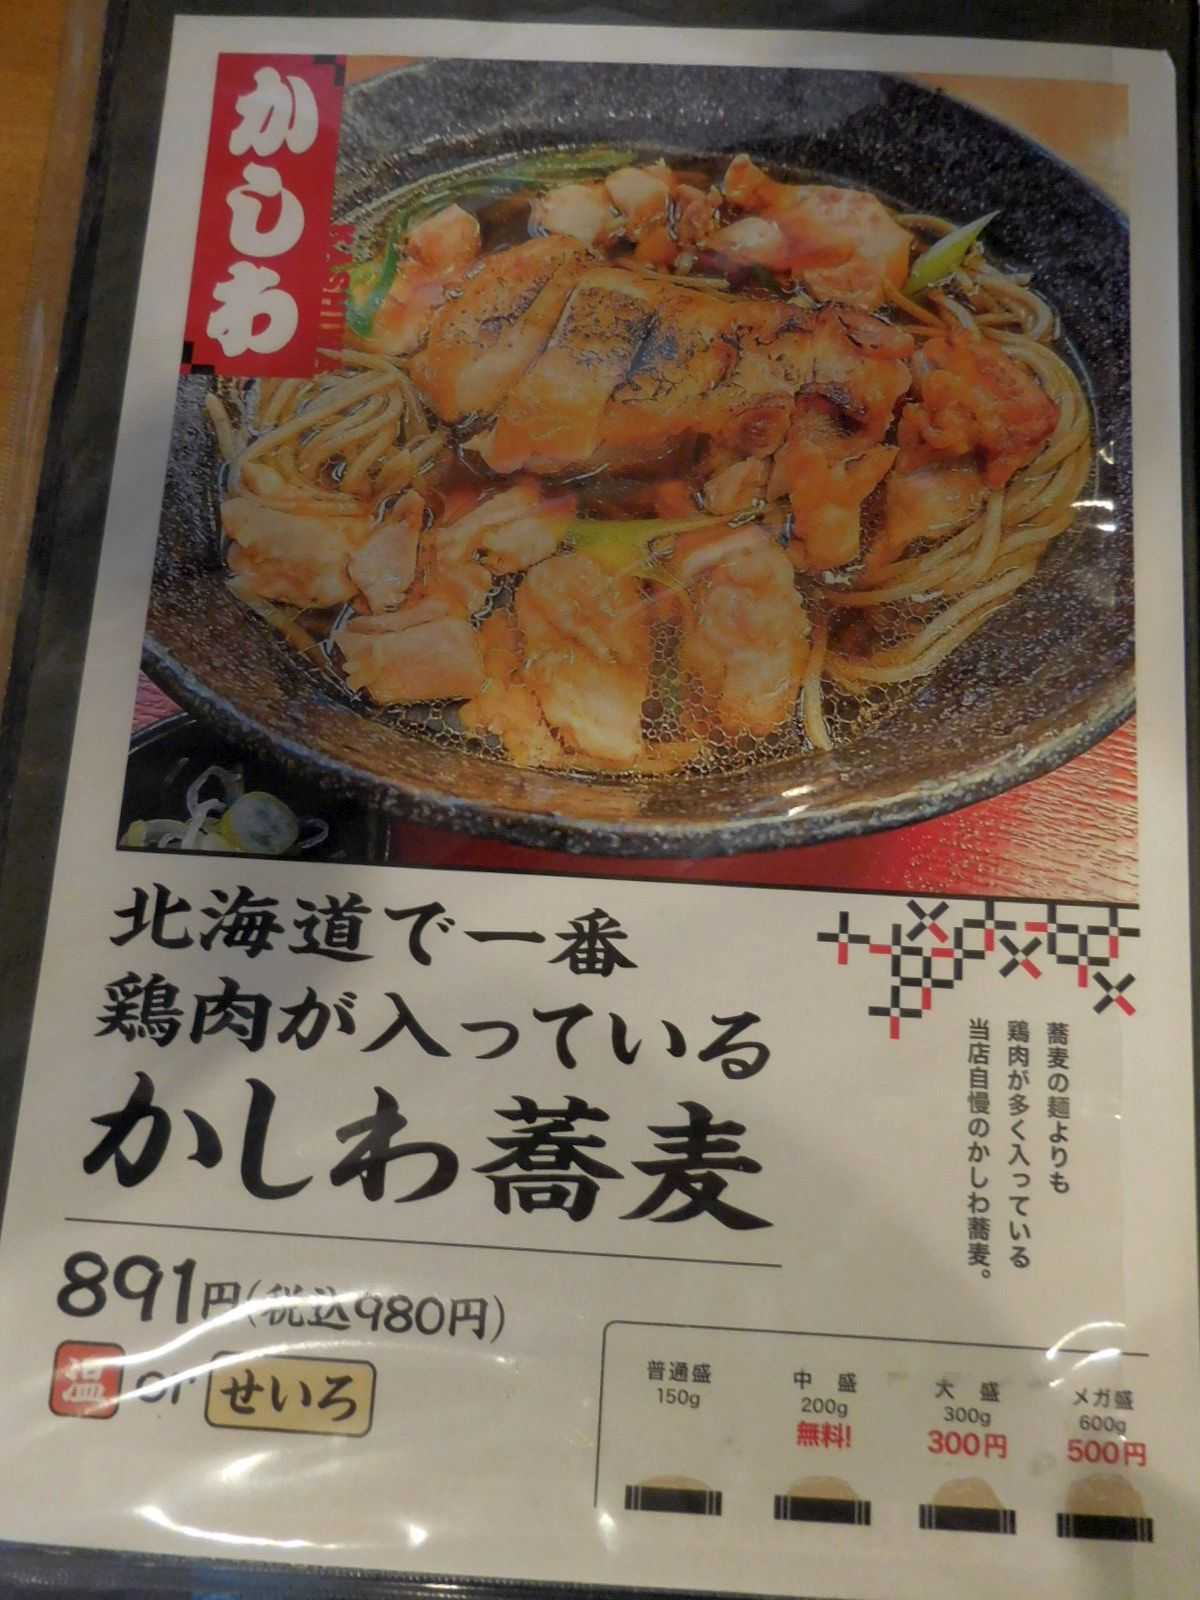 かしわ
北海道で一番
鶏肉が入っている
かしわ蕎麦
蕎麦の麺よりも
鶏肉が多く入っている
当店自慢のかしわ蕎麦。
891円(税込980円)
温 or せいろ
普通盛
150g
中 盛
200g
無料!
大 盛
300g
300円
メガ盛
600g
500円